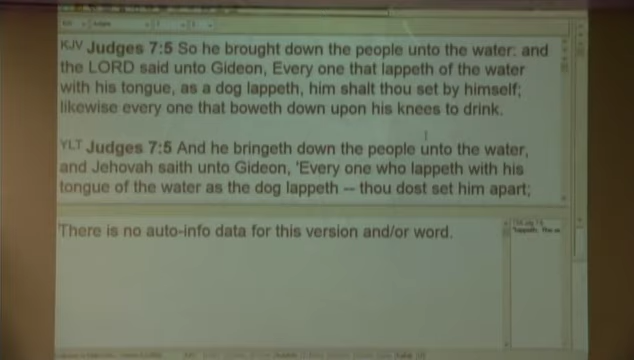 KJV Judges 7:5 So he brought down the people unto the water: and
the LORD said unto Gideon, Every one that lappeth of the water
with his tongue, as a dog lappeth, him shalt thou set by himself;
likewise every one that boweth down upon his knees to drink.
YLT Judges 7:5 And he bringeth down the people unto the water,
and Jehovah saith unto Gideon, 'Every one who lappeth with his
tongue of the water as the dog lappeth -- thou dost set him apart;
There is no auto-info data for this version and/or word.